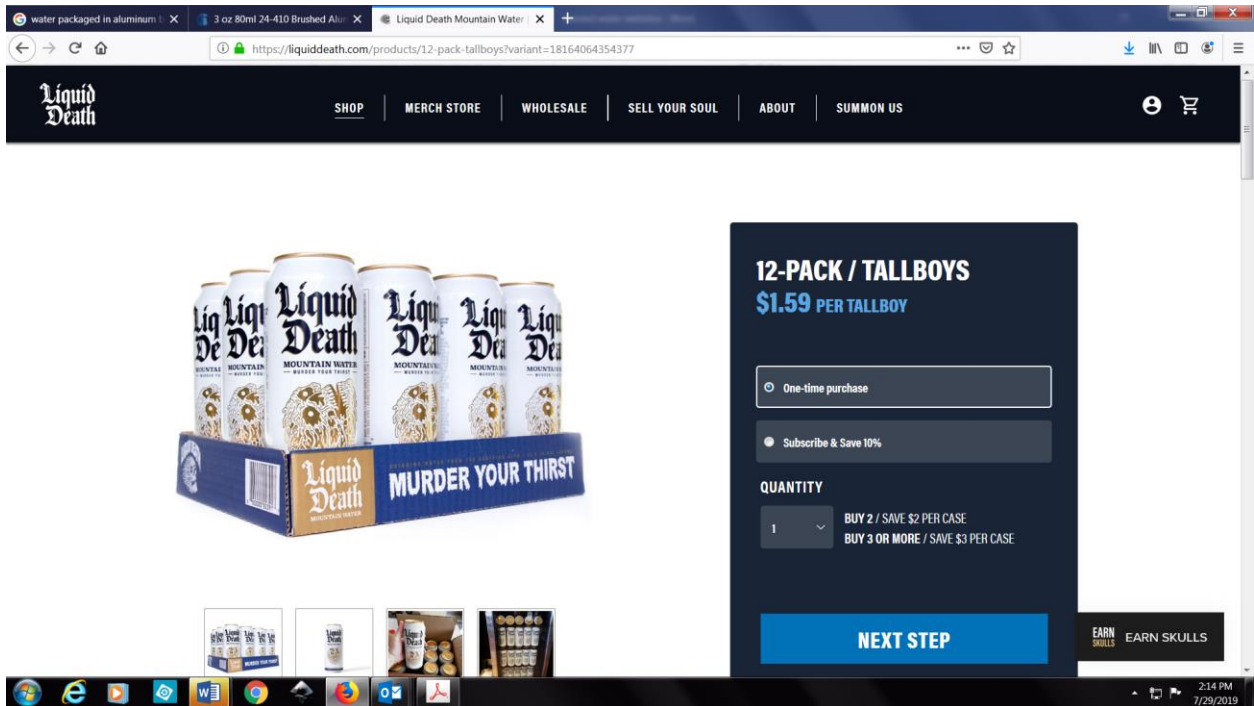 water packaged in aluminum b
3 oz 80ml 24-410 Brushed Alu
Liquid Death Mountain Water |
https://liquiddeath.com/products/12-pack-tallboys?variant=18164064354377
Liquid
Death
SHOP
MERCH STORE
WHOLESALE
SELL YOUR SOUL
ABOUT
SUMMON US
12-PACK / TALLBOYS
$1.59 PER TALLBOY
One-time purchase
Subscribe & Save 10%
QUANTITY
1
BUY 2 / SAVE $2 PER CASE
BUY 3 OR MORE / SAVE $3 PER CASE
NEXT STEP
Liquid
Death
MOUNTAIN WATER
MURDER YOUR THIRST
Liquid
Death
MOUNTAIN WATER
MURDER YOUR THIRST
EARN
SKULLS
EARN SKULLS
2:14 PM
7/29/2019